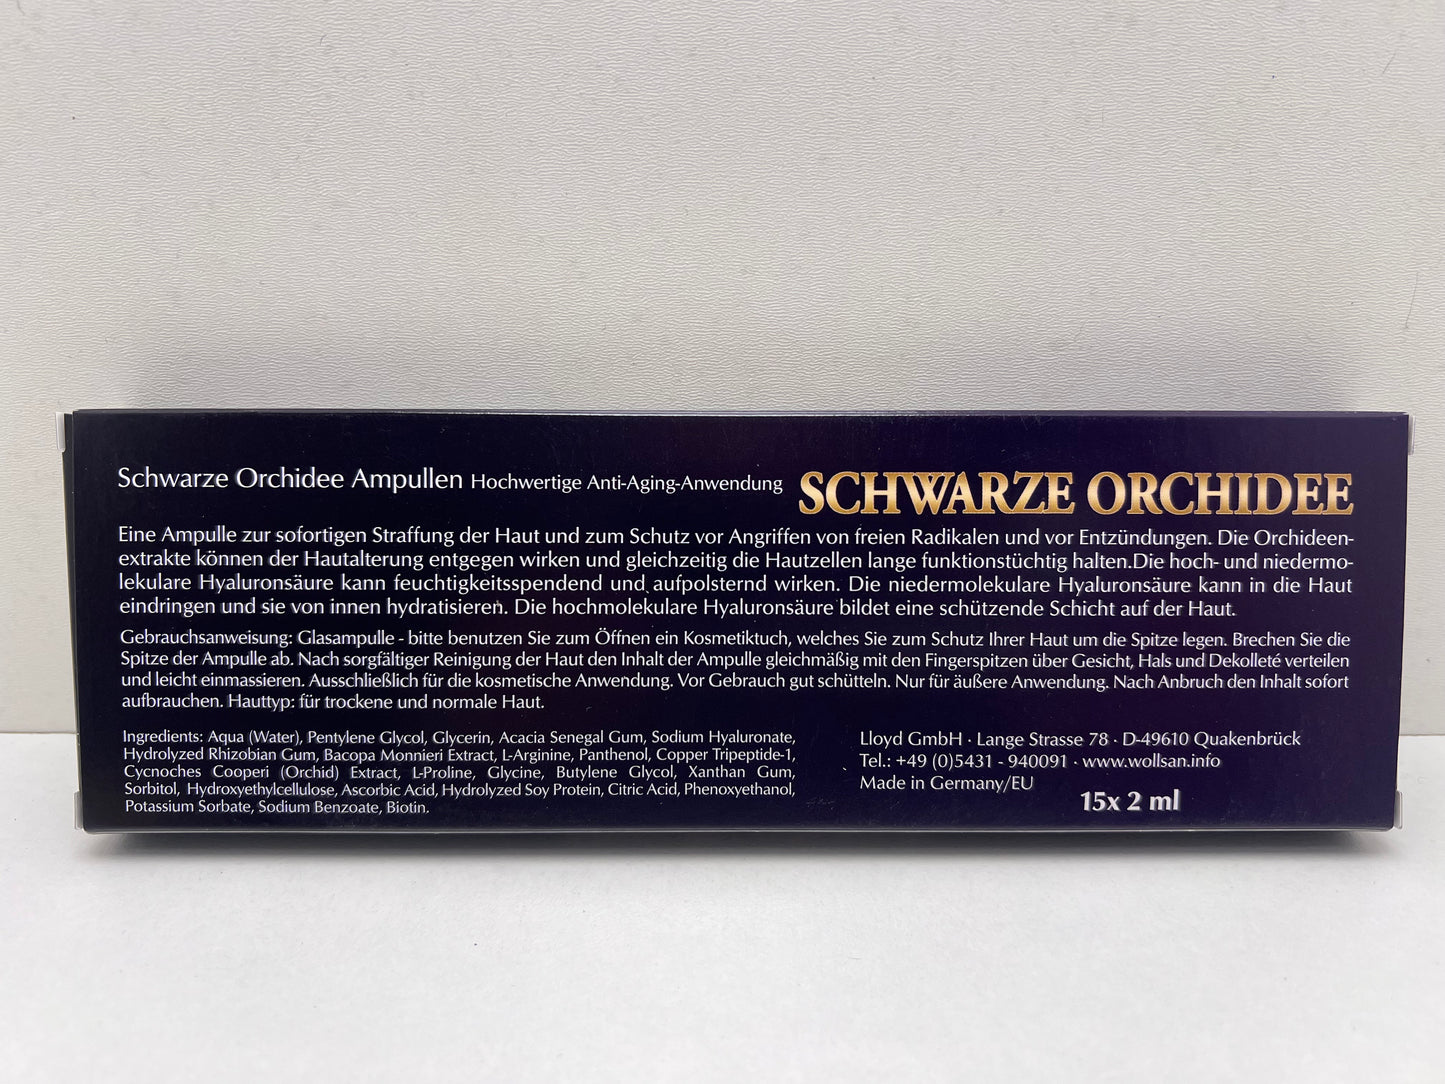 Schwarze Orchidee Ampullen Hochwertige Anti-Aging-Anwendung SCHWARZE ORCHIDEE
Eine Ampulle zur sofortigen Straffung der Haut und zum Schutz vor Angriffen von freien Radikalen und vor Entzündungen. Die Orchideen-
extrakte können der Hautalterung entgegen wirken und gleichzeitig die Hautzellen lange funktionstüchtig halten.Die hoch- und niedermo-
lekulare Hyaluronsäure kann feuchtigkeitsspendend und aufpolsternd wirken. Die niedermolekulare Hyaluronsäure kann in die Haut
eindringen und sie von innen hydratisieren. Die hochmolekulare Hyaluronsäure bildet eine schützende Schicht auf der Haut.
Gebrauchsanweisung: Glasampulle - bitte benutzen Sie zum Öffnen ein Kosmetiktuch, welches Sie zum Schutz Ihrer Haut um die Spitze legen. Brechen Sie die
Spitze der Ampulle ab. Nach sorgfältiger Reinigung der Haut den Inhalt der Ampulle gleichmäßig mit den Fingerspitzen über Gesicht, Hals und Dekolleté verteilen
und leicht einmassieren. Ausschließlich für die kosmetische Anwendung. Vor Gebrauch gut schütteln. Nur für äußere Anwendung. Nach Anbruch den Inhalt sofort
aufbrauchen. Hauttyp: für trockene und normale Haut.
Ingredients: Aqua (Water), Pentylene Glycol, Glycerin, Acacia Senegal Gum, Sodium Hyaluronate,
Hydrolyzed Rhizobian Gum, Bacopa Monnieri Extract, L-Arginine, Panthenol, Copper Tripeptide-1,
Cycnoches Cooperi (Orchid) Extract, L-Proline, Glycine, Butylene Glycol, Xanthan Gum,
Sorbitol, Hydroxyethylcellulose, Ascorbic Acid, Hydrolyzed Soy Protein, Citric Acid, Phenoxyethanol,
Potassium Sorbate, Sodium Benzoate, Biotin.
Lloyd GmbH · Lange Strasse 78 · D-49610 Quakenbrück
Tel.: +49 (0)5431 - 940091 · www.wollsan.info
Made in Germany/EU
15x 2 ml